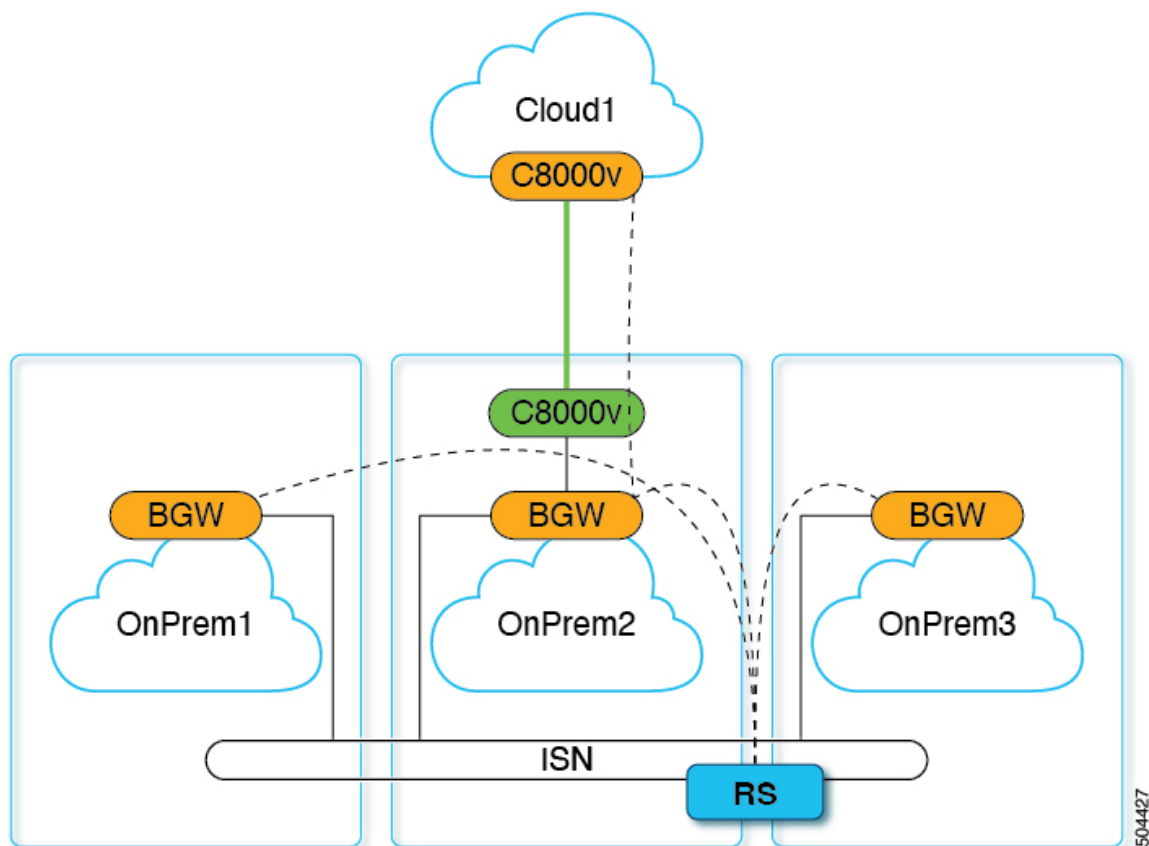 Cloud1
C8000V
C8000V
BGW
BGW
BGW
OnPrem1
OnPrem2
OnPrem3
ISN
RS
504427